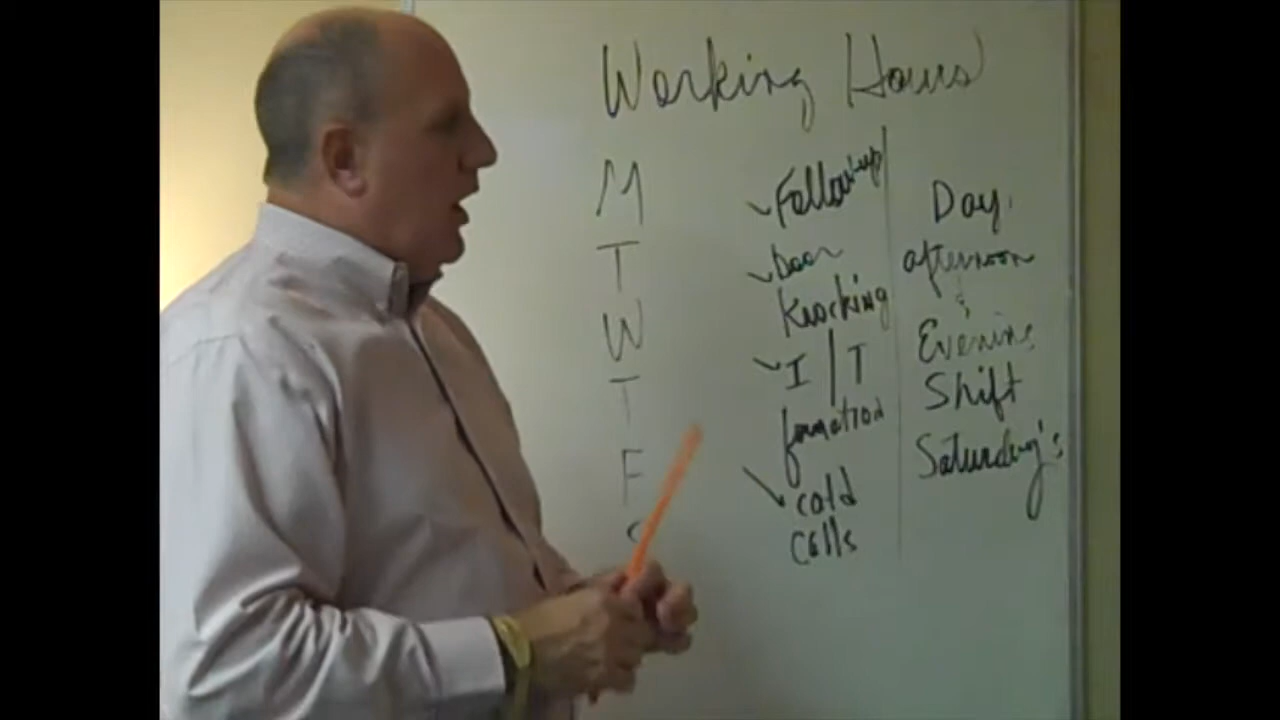 Working Hours
M
T
W
T
F
S
Follow-up
Door
Knocking
I/T
formation
cold
calls
Day
afternoon
&
Evening
Shift
Saturday's